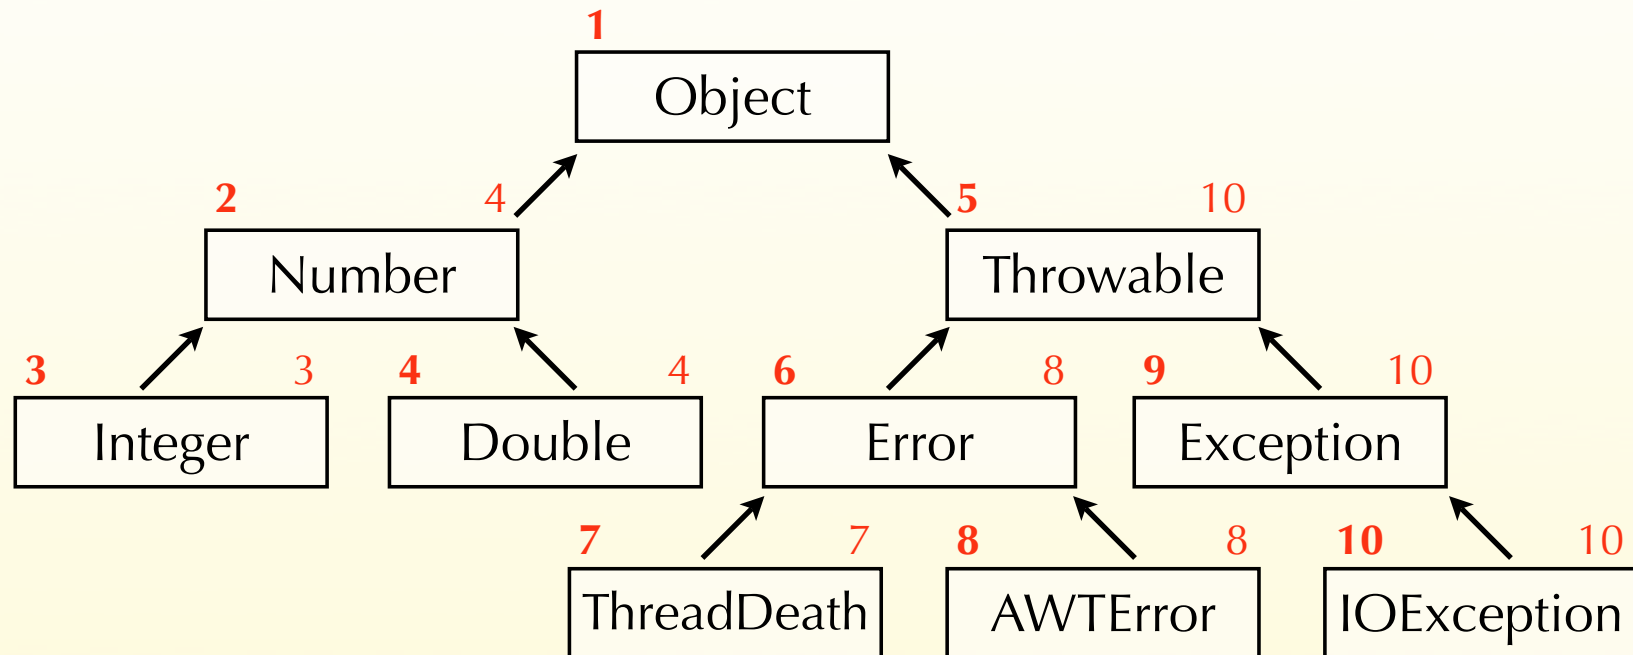 1
Object
2 4 5 10
Number Throwable
3 3 4 4 6 8 9 10
Integer Double Error Exception
7 7 8 8 10 10
ThreadDeath AWTError IOException